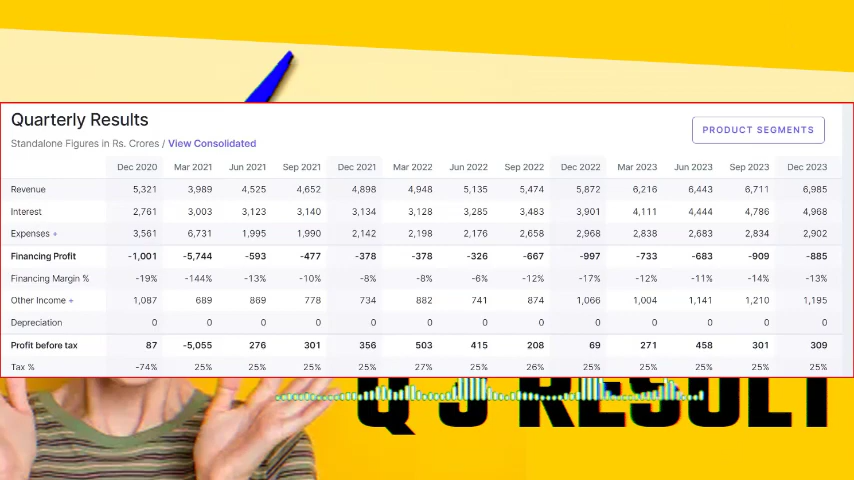 Quarterly Results
Standalone Figures in Rs. Crores / View Consolidated
PRODUCT SEGMENTS
Dec 2020 Mar 2021 Jun 2021 Sep 2021 Dec 2021 Mar 2022 Jun 2022 Sep 2022 Dec 2022 Mar 2023 Jun 2023 Sep 2023 Dec 2023
Revenue 5,321 3,989 4,525 4,652 4,898 4,948 5,135 5,474 5,872 6,216 6,443 6,711 6,985
Interest 2,761 3,003 3,123 3,140 3,134 3,128 3,285 3,483 3,901 4,111 4,444 4,786 4,968
Expenses + 3,561 6,731 1,995 1,990 2,142 2,198 2,176 2,658 2,968 2,838 2,683 2,834 2,902
Financing Profit -1,001 -5,744 -593 -477 -378 -378 -326 -667 -997 -733 -683 -909 -885
Financing Margin % -19% -144% -13% -10% -8% -8% -6% -12% -17% -12% -11% -14% -13%
Other Income + 1,087 689 869 778 734 882 741 874 1,066 1,004 1,141 1,210 1,195
Depreciation 0 0 0 0 0 0 0 0 0 0 0 0 0
Profit before tax 87 -5,055 276 301 356 503 415 208 69 271 458 301 309
Tax % -74% 25% 25% 25% 25% 27% 25% 26% 25% 25% 25% 25% 25%
Q'3 RESULT